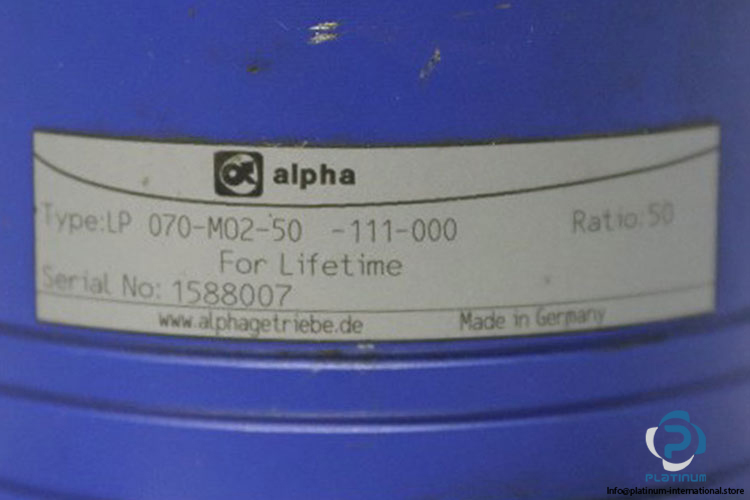 alpha
Type:LP 070-M02-50 -111-000 Ratio:50
For Lifetime
Serial No: 1588007
www.alphagetriebe.de Made in Germany
PLATINUM
Info@platinum-international.store